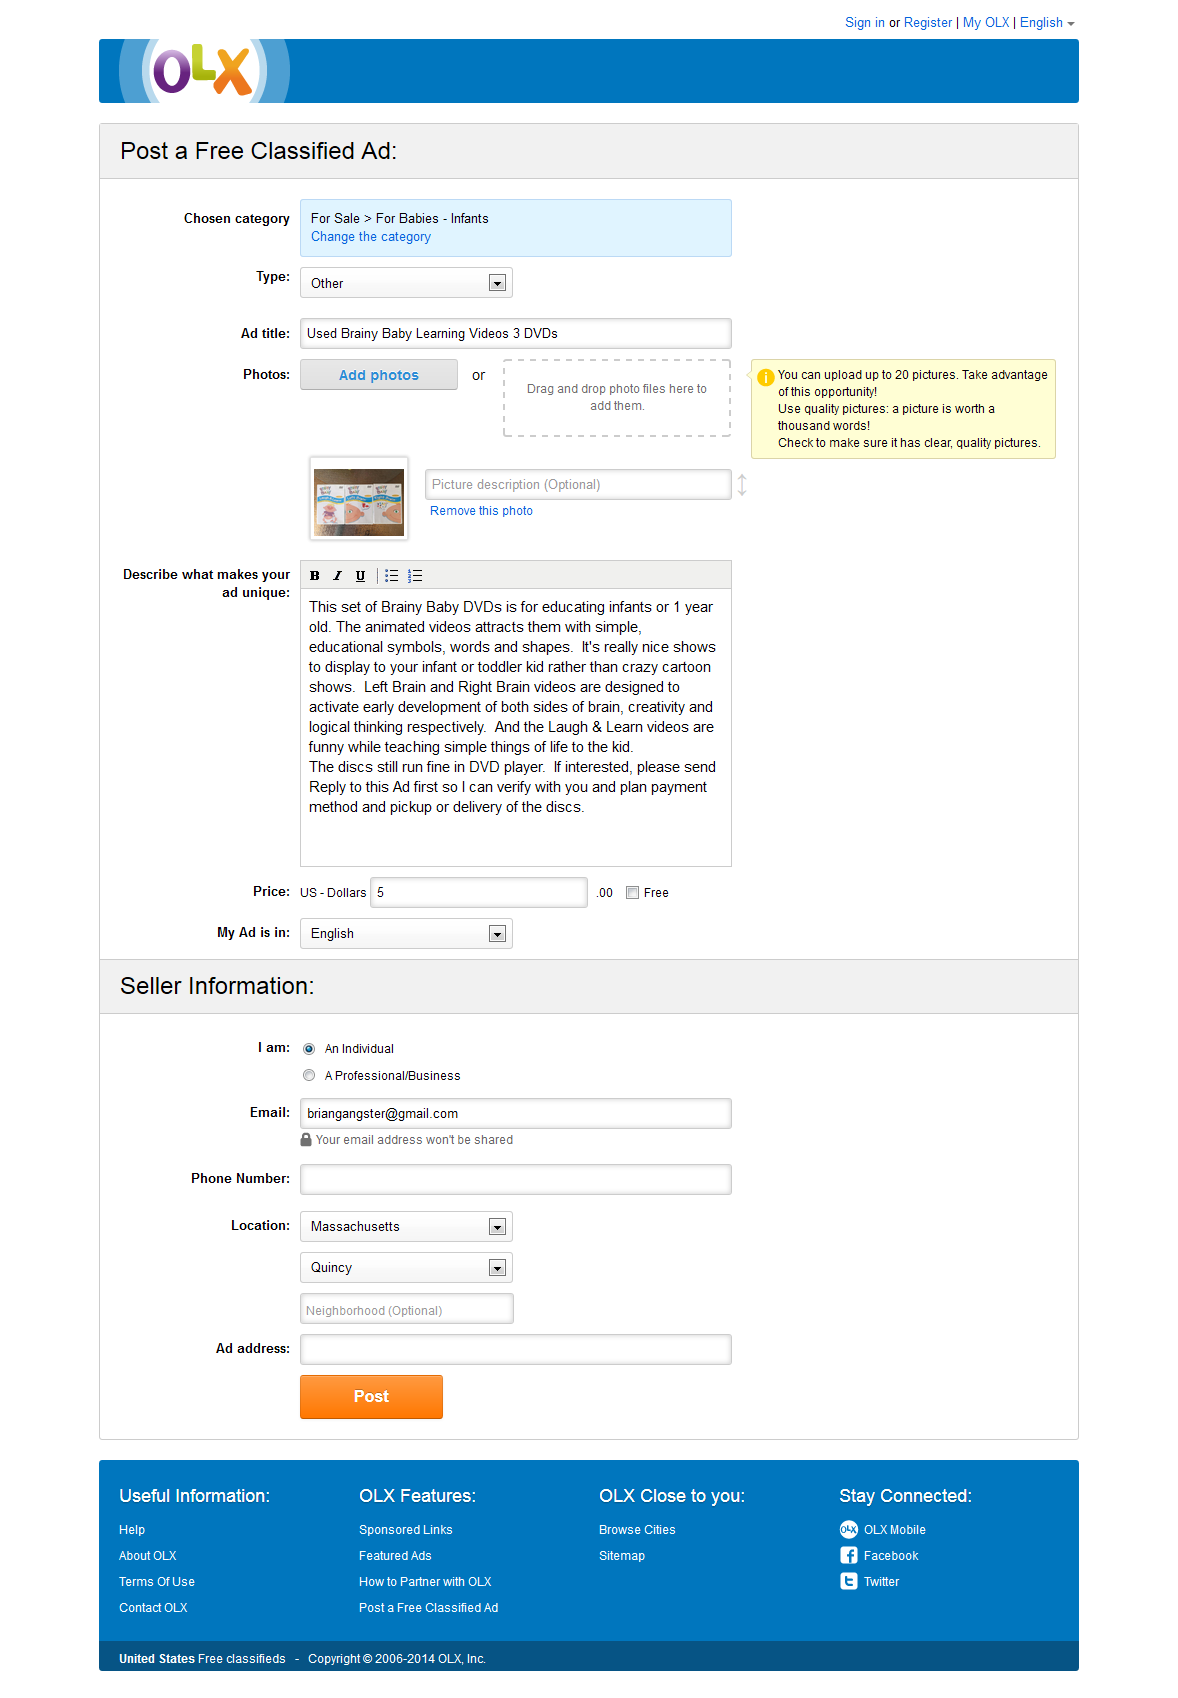 Sign in or Register | My OLX | English
OLX
Post a Free Classified Ad:
Chosen category
For Sale > For Babies - Infants
Change the category
Type:
Other
Ad title:
Used Brainy Baby Learning Videos 3 DVDs
Photos:
Add photos
or
Drag and drop photo files here to
add them.
You can upload up to 20 pictures. Take advantage
of this opportunity!
Use quality pictures: a picture is worth a
thousand words!
Check to make sure it has clear, quality pictures.
Picture description (Optional)
Remove this photo
Describe what makes your
ad unique:
B I U
This set of Brainy Baby DVDs is for educating infants or 1 year
old. The animated videos attracts them with simple,
educational symbols, words and shapes.  It's really nice shows
to display to your infant or toddler kid rather than crazy cartoon
shows.  Left Brain and Right Brain videos are designed to
activate early development of both sides of brain, creativity and
logical thinking respectively.  And the Laugh & Learn videos are
funny while teaching simple things of life to the kid.
The discs still run fine in DVD player.  If interested, please send
Reply to this Ad first so I can verify with you and plan payment
method and pickup or delivery of the discs.
Price:
US - Dollars 5 .00 Free
My Ad is in:
English
Seller Information:
I am:
An Individual
A Professional/Business
Email:
briangangster@gmail.com
Your email address won't be shared
Phone Number:
Location:
Massachusetts
Quincy
Neighborhood (Optional)
Ad address:
Post
Useful Information:
Help
About OLX
Terms Of Use
Contact OLX
OLX Features:
Sponsored Links
Featured Ads
How to Partner with OLX
Post a Free Classified Ad
OLX Close to you:
Browse Cities
Sitemap
Stay Connected:
OLX Mobile
Facebook
Twitter
United States Free classifieds - Copyright © 2006-2014 OLX, Inc.